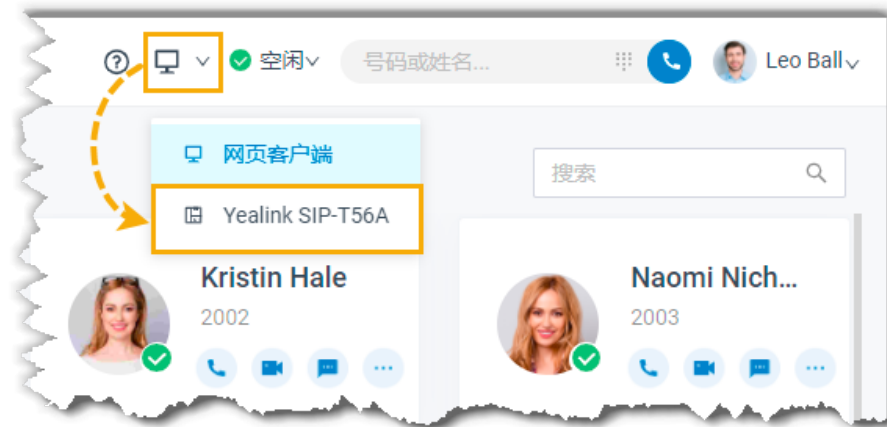 空闲
号码或姓名...
Leo Ball
网页客户端
搜索
Yealink SIP-T56A
Kristin Hale
Naomi Nich...
2002
2003